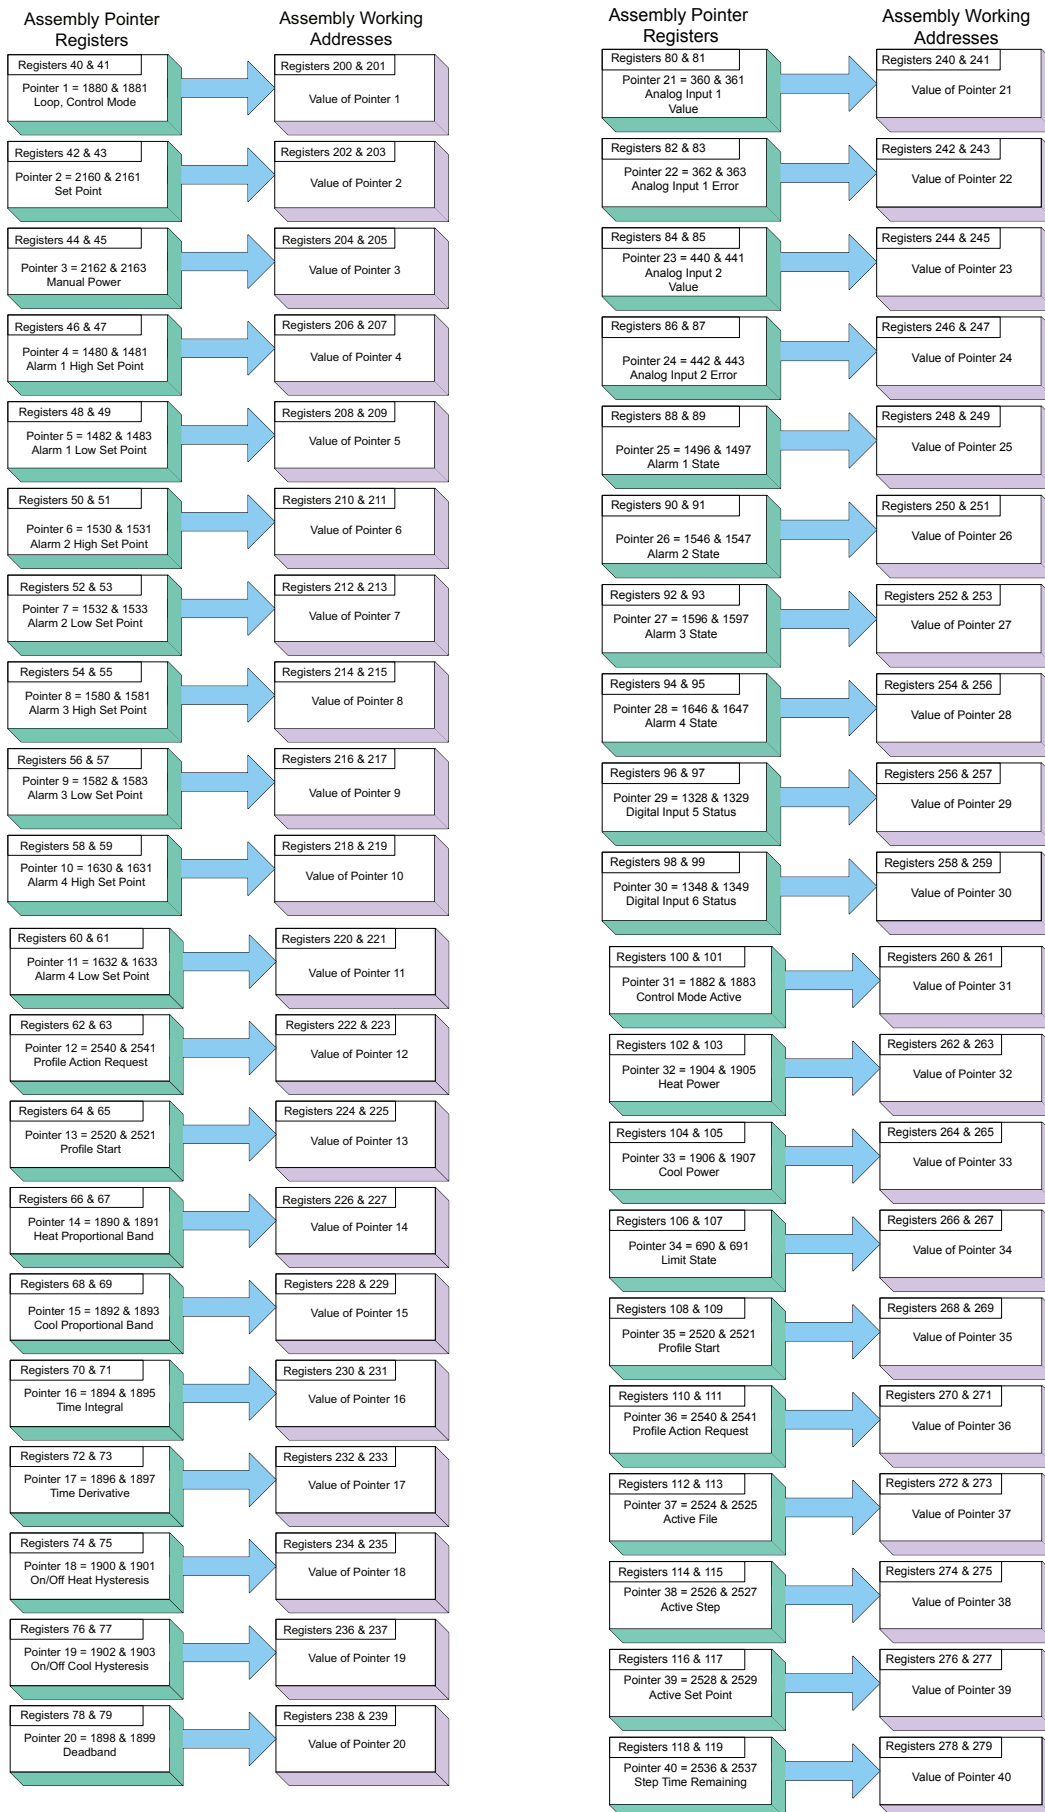 Assembly Pointer
Registers
Assembly Working
Addresses
Registers 40 & 41
Pointer 1 = 1880 & 1881
Loop, Control Mode
Registers 200 & 201
Value of Pointer 1
Registers 42 & 43
Pointer 2 = 2160 & 2161
Set Point
Registers 202 & 203
Value of Pointer 2
Registers 44 & 45
Pointer 3 = 2162 & 2163
Manual Power
Registers 204 & 205
Value of Pointer 3
Registers 46 & 47
Pointer 4 = 1480 & 1481
Alarm 1 High Set Point
Registers 206 & 207
Value of Pointer 4
Registers 48 & 49
Pointer 5 = 1482 & 1483
Alarm 1 Low Set Point
Registers 208 & 209
Value of Pointer 5
Registers 50 & 51
Pointer 6 = 1530 & 1531
Alarm 2 High Set Point
Registers 210 & 211
Value of Pointer 6
Registers 52 & 53
Pointer 7 = 1532 & 1533
Alarm 2 Low Set Point
Registers 212 & 213
Value of Pointer 7
Registers 54 & 55
Pointer 8 = 1580 & 1581
Alarm 3 High Set Point
Registers 214 & 215
Value of Pointer 8
Registers 56 & 57
Pointer 9 = 1582 & 1583
Alarm 3 Low Set Point
Registers 216 & 217
Value of Pointer 9
Registers 58 & 59
Pointer 10 = 1630 & 1631
Alarm 4 High Set Point
Registers 218 & 219
Value of Pointer 10
Registers 60 & 61
Pointer 11 = 1632 & 1633
Alarm 4 Low Set Point
Registers 220 & 221
Value of Pointer 11
Registers 62 & 63
Pointer 12 = 2540 & 2541
Profile Action Request
Registers 222 & 223
Value of Pointer 12
Registers 64 & 65
Pointer 13 = 2520 & 2521
Profile Start
Registers 224 & 225
Value of Pointer 13
Registers 66 & 67
Pointer 14 = 1890 & 1891
Heat Proportional Band
Registers 226 & 227
Value of Pointer 14
Registers 68 & 69
Pointer 15 = 1892 & 1893
Cool Proportional Band
Registers 228 & 229
Value of Pointer 15
Registers 70 & 71
Pointer 16 = 1894 & 1895
Time Integral
Registers 230 & 231
Value of Pointer 16
Registers 72 & 73
Pointer 17 = 1896 & 1897
Time Derivative
Registers 232 & 233
Value of Pointer 17
Registers 74 & 75
Pointer 18 = 1900 & 1901
On/Off Heat Hysteresis
Registers 234 & 235
Value of Pointer 18
Registers 76 & 77
Pointer 19 = 1902 & 1903
On/Off Cool Hysteresis
Registers 236 & 237
Value of Pointer 19
Registers 78 & 79
Pointer 20 = 1898 & 1899
Deadband
Registers 238 & 239
Value of Pointer 20
Assembly Pointer
Registers
Assembly Working
Addresses
Registers 80 & 81
Pointer 21 = 360 & 361
Analog Input 1
Value
Registers 240 & 241
Value of Pointer 21
Registers 82 & 83
Pointer 22 = 362 & 363
Analog Input 1 Error
Registers 242 & 243
Value of Pointer 22
Registers 84 & 85
Pointer 23 = 440 & 441
Analog Input 2
Value
Registers 244 & 245
Value of Pointer 23
Registers 86 & 87
Pointer 24 = 442 & 443
Analog Input 2 Error
Registers 246 & 247
Value of Pointer 24
Registers 88 & 89
Pointer 25 = 1496 & 1497
Alarm 1 State
Registers 248 & 249
Value of Pointer 25
Registers 90 & 91
Pointer 26 = 1546 & 1547
Alarm 2 State
Registers 250 & 251
Value of Pointer 26
Registers 92 & 93
Pointer 27 = 1596 & 1597
Alarm 3 State
Registers 252 & 253
Value of Pointer 27
Registers 94 & 95
Pointer 28 = 1646 & 1647
Alarm 4 State
Registers 254 & 256
Value of Pointer 28
Registers 96 & 97
Pointer 29 = 1328 & 1329
Digital Input 5 Status
Registers 256 & 257
Value of Pointer 29
Registers 98 & 99
Pointer 30 = 1348 & 1349
Digital Input 6 Status
Registers 258 & 259
Value of Pointer 30
Registers 100 & 101
Pointer 31 = 1882 & 1883
Control Mode Active
Registers 260 & 261
Value of Pointer 31
Registers 102 & 103
Pointer 32 = 1904 & 1905
Heat Power
Registers 262 & 263
Value of Pointer 32
Registers 104 & 105
Pointer 33 = 1906 & 1907
Cool Power
Registers 264 & 265
Value of Pointer 33
Registers 106 & 107
Pointer 34 = 690 & 691
Limit State
Registers 266 & 267
Value of Pointer 34
Registers 108 & 109
Pointer 35 = 2520 & 2521
Profile Start
Registers 268 & 269
Value of Pointer 35
Registers 110 & 111
Pointer 36 = 2540 & 2541
Profile Action Request
Registers 270 & 271
Value of Pointer 36
Registers 112 & 113
Pointer 37 = 2524 & 2525
Active File
Registers 272 & 273
Value of Pointer 37
Registers 114 & 115
Pointer 38 = 2526 & 2527
Active Step
Registers 274 & 275
Value of Pointer 38
Registers 116 & 117
Pointer 39 = 2528 & 2529
Active Set Point
Registers 276 & 277
Value of Pointer 39
Registers 118 & 119
Pointer 40 = 2536 & 2537
Step Time Remaining
Registers 278 & 279
Value of Pointer 40